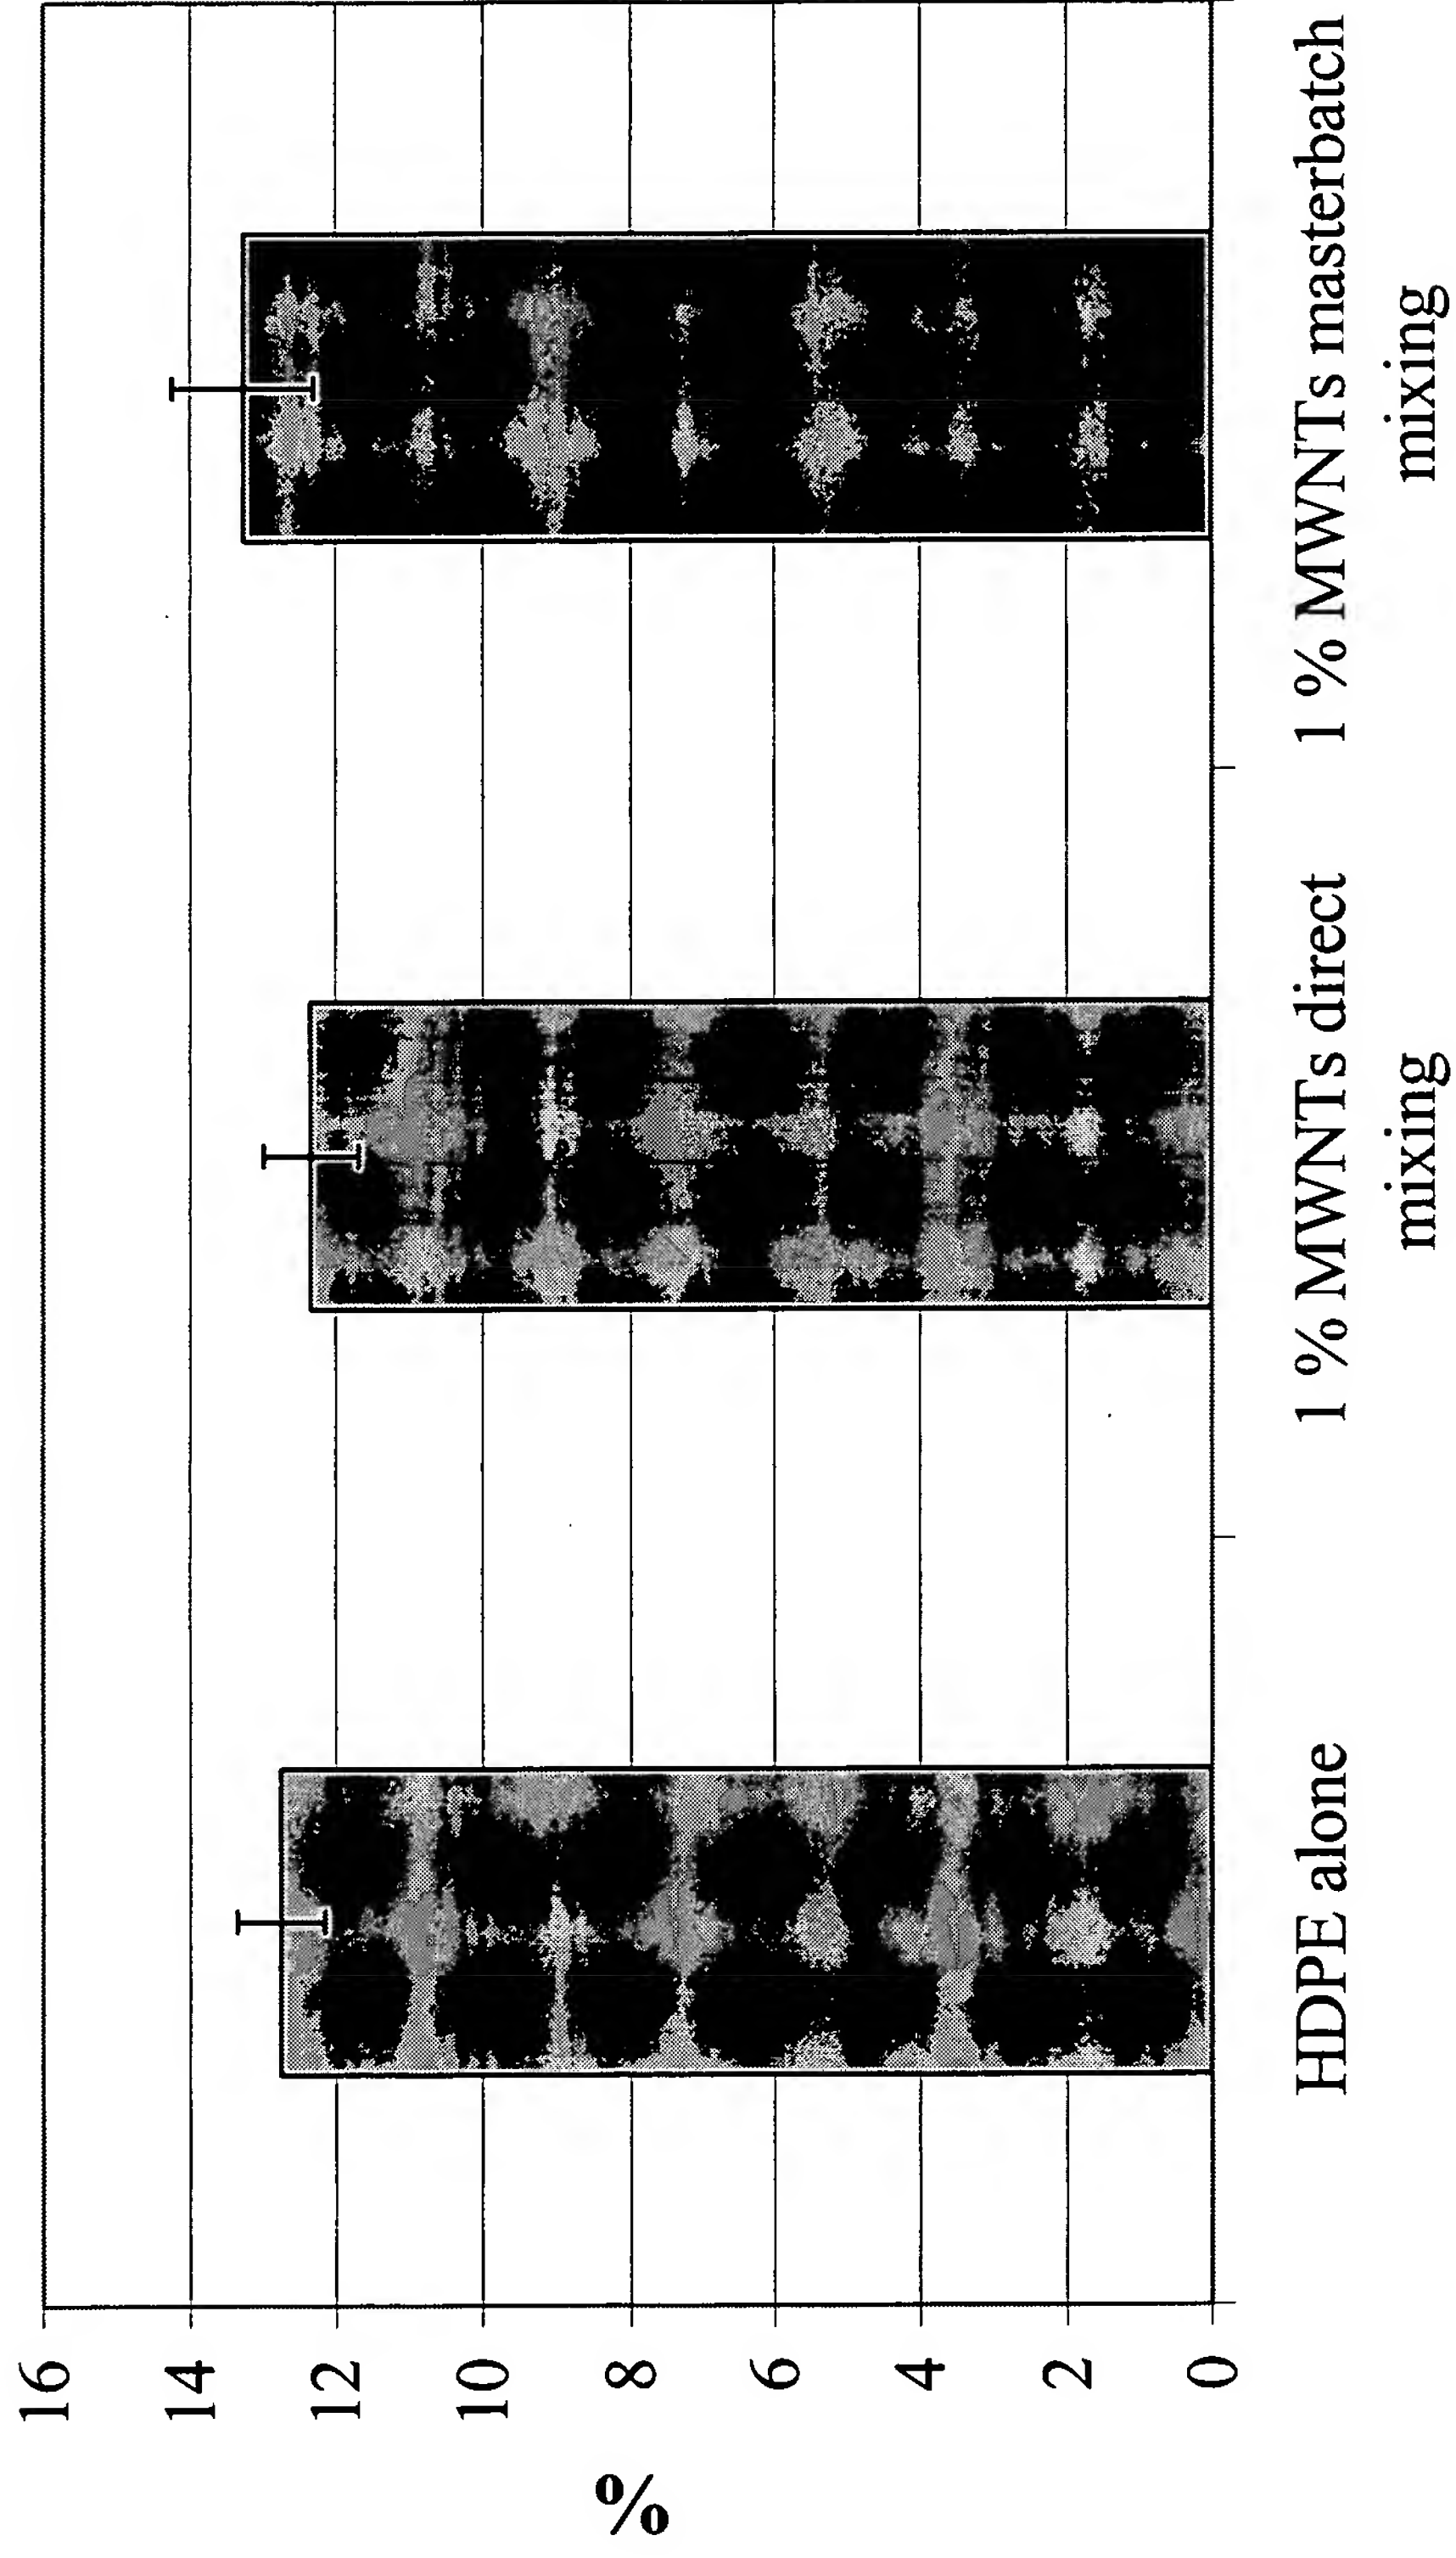 %
16
14
12
10
8
6
4
2
0
HDPE alone
1 % MWNTs direct
mixing
1 % MWNTs masterbatch
mixing